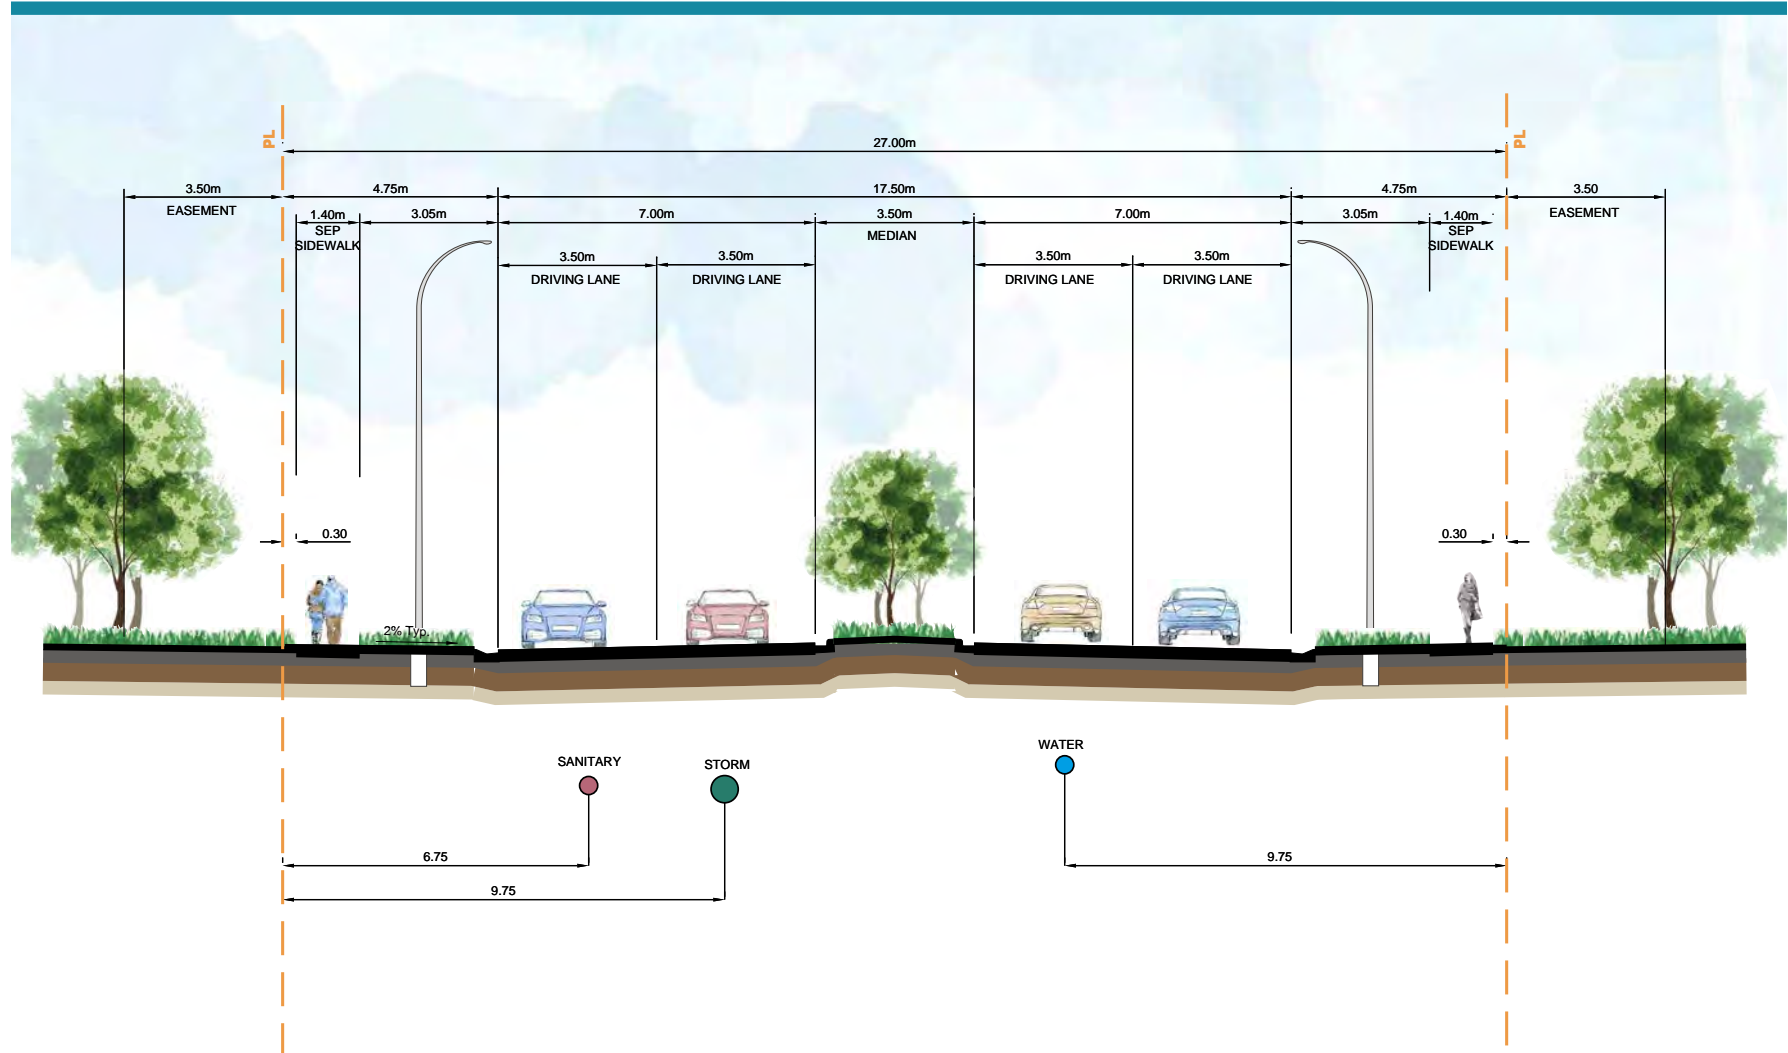 PL
PL
27.00m
3.50m
4.75m
17.50m
4.75m
3.50
EASEMENT
EASEMENT
1.40m
3.05m
7.00m
3.50m
7.00m
3.05m
1.40m
SEP
SIDEWALK
MEDIAN
SEP
SIDEWALK
3.50m
3.50m
3.50m
3.50m
DRIVING LANE
DRIVING LANE
DRIVING LANE
DRIVING LANE
0.30
0.30
2% Typ.
WATER
SANITARY
STORM
6.75
9.75
9.75